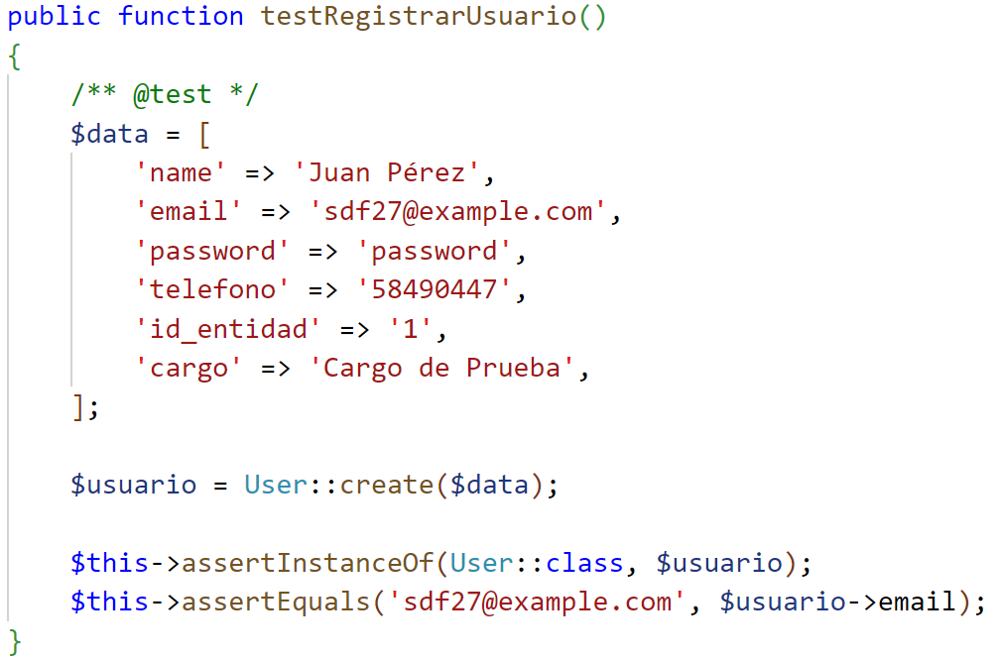 public function testRegistrarUsuario()
{
    /** @test */
    $data = [
        'name' => 'Juan Pérez',
        'email' => 'sdf27@example.com',
        'password' => 'password',
        'telefono' => '58490447',
        'id_entidad' => '1',
        'cargo' => 'Cargo de Prueba',
    ];

    $usuario = User::create($data);

    $this->assertInstanceOf(User::class, $usuario);
    $this->assertEquals('sdf27@example.com', $usuario->email);
}